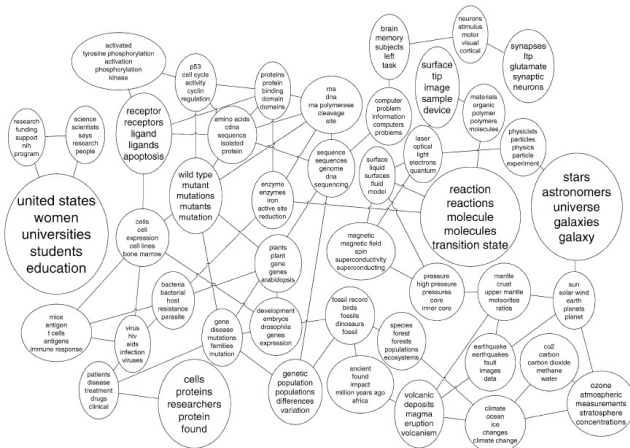 activated
tyrosine phosphorylation
activation
phosphorylation
kinase
p53
cell cycle
activity
cyclin
regulation
proteins
protein
binding
domain
domains
rna
dna
rna polymerase
cleavage
site
brain
memory
subjects
left
task
neurons
stimulus
motor
visual
cortical
synapses
ltp
glutamate
synaptic
neurons
surface
tip
image
sample
device
materials
organic
polymer
polymers
molecules
research
funding
support
nih
program
science
scientists
says
research
people
receptor
receptors
ligand
ligands
apoptosis
amino acids
cdna
sequence
isolated
protein
computer
problem
information
computers
problems
laser
optical
light
electrons
quantum
physicists
particles
physics
particle
experiment
sequence
sequences
genome
dna
sequencing
surface
liquid
surfaces
fluid
model
united states
women
universities
students
education
wild type
mutant
mutations
mutants
mutation
enzyme
enzymes
iron
active site
reduction
reaction
reactions
molecule
molecules
transition state
stars
astronomers
universe
galaxies
galaxy
cells
cell
expression
cell lines
bone marrow
plants
plant
gene
genes
arabidopsis
magnetic
magnetic field
spin
superconductivity
superconducting
bacteria
bacterial
host
resistance
parasite
pressure
high pressure
pressures
core
inner core
mantle
crust
upper mantle
meteorites
ratios
sun
solar wind
earth
planets
planet
mice
antigen
t cells
antigens
immune response
virus
hiv
aids
infection
viruses
gene
disease
mutations
families
mutation
development
embryos
drosophila
genes
expression
fossil record
birds
fossils
dinosaurs
fossil
species
forest
forests
populations
ecosystems
earthquake
earthquakes
fault
images
data
co2
carbon
carbon dioxide
methane
water
patients
disease
treatment
drugs
clinical
cells
proteins
researchers
protein
found
genetic
population
populations
differences
variation
ancient
found
impact
million years ago
africa
volcanic
deposits
magma
eruption
volcanism
climate
ocean
ice
changes
climate change
ozone
atmospheric
measurements
stratosphere
concentrations